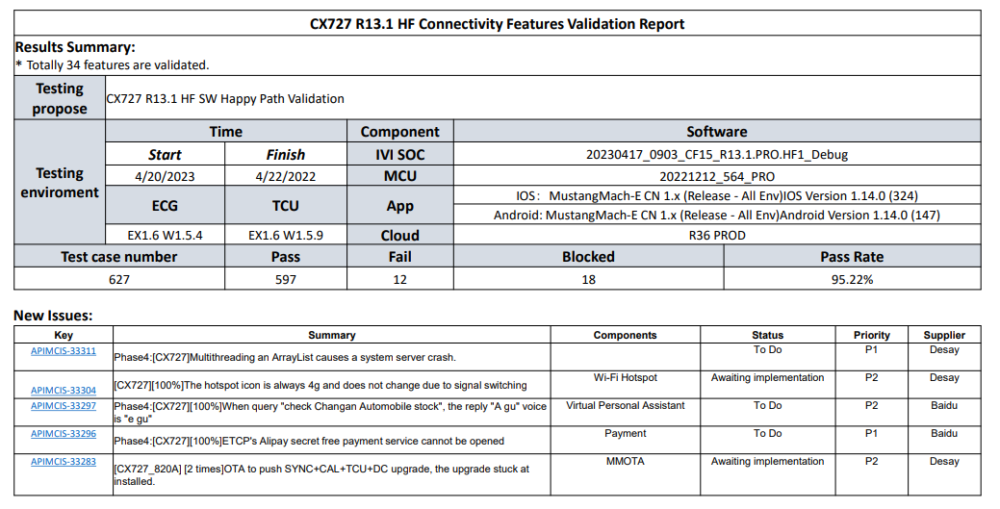 CX727 R13.1 HF Connectivity Features Validation Report
Results Summary:
* Totally 34 features are validated.
Testing propose
CX727 R13.1 HF SW Happy Path Validation
Testing enviroment
Time Component Software
Start Finish IVI SOC 20230417_0903_CF15_R13.1.PRO.HF1_Debug
4/20/2023 4/22/2022 MCU 20221212_564_PRO
ECG TCU App
IOS: MustangMach-E CN 1.x (Release - All Env)IOS Version 1.14.0 (324)
Android: MustangMach-E CN 1.x (Release - All Env)Android Version 1.14.0 (147)
EX1.6 W1.5.4 EX1.6 W1.5.9 Cloud R36 PROD
Test case number Pass Fail Blocked Pass Rate
627 597 12 18 95.22%
New Issues:
Key Summary Components Status Priority Supplier
APIMCIS-33311 Phase4:[CX727]Multithreading an ArrayList causes a system server crash. To Do P1 Desay
APIMCIS-33304 [CX727][100%]The hotspot icon is always 4g and does not change due to signal switching Wi-Fi Hotspot Awaiting implementation P2 Desay
APIMCIS-33297 Phase4:[CX727][100%]When query "check Changan Automobile stock", the reply "A gu" voice
is "e gu" Virtual Personal Assistant To Do P2 Baidu
APIMCIS-33296 Phase4:[CX727][100%]ETCP's Alipay secret free payment service cannot be opened Payment To Do P1 Baidu
APIMCIS-33283 [CX727_820A] [2 times]OTA to push SYNC+CAL+TCU+DC upgrade, the upgrade stuck at
installed. MMOTA Awaiting implementation P2 Desay